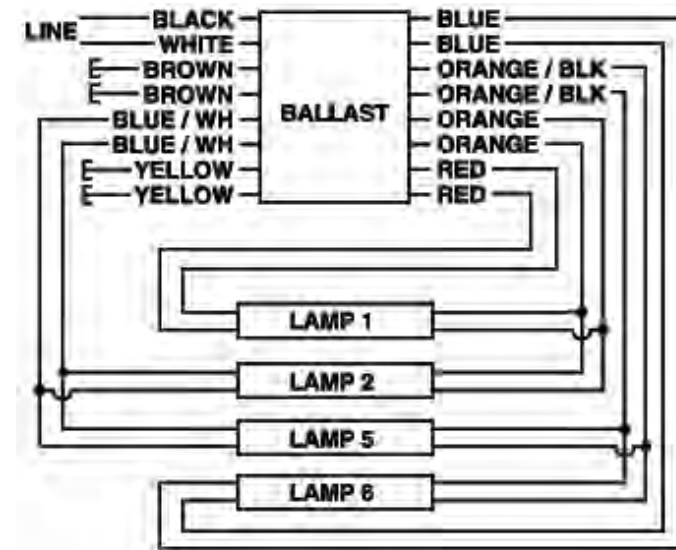 LINE
BLACK
WHITE
BROWN
BROWN
BLUE / WH
BLUE / WH
YELLOW
YELLOW
BALLAST
BLUE
BLUE
ORANGE / BLK
ORANGE / BLK
ORANGE
ORANGE
RED
RED
LAMP 1
LAMP 2
LAMP 5
LAMP 6